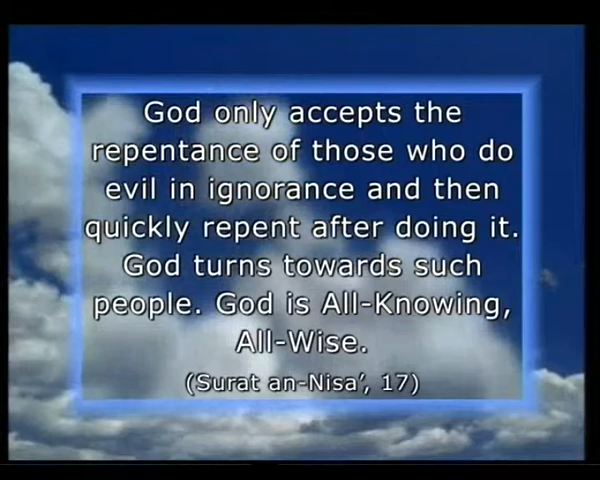 God only accepts the
repentance of those who do
evil in ignorance and then
quickly repent after doing it.
God turns towards such
people. God is All-Knowing,
All-Wise.
(Surat an-Nisa’, 17)